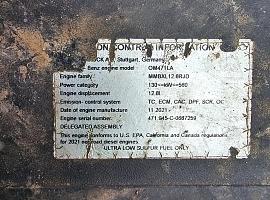 ON CONTROL INFORMATION
CK A, Stuttgart, Germany
Benz engine model OM471LA
Engine family MMBXL12.8RJD
Power category 130<=kW<=560
Engine displacement 12.8l
Emission- control system TC, ECM, CAC, DPF, SCR, OC
Date of engine manufacture 11.2021
Engine serial number 471.945-C-0687259
DELEGATED ASSEMBLY
This engine conforms to U.S. EPA, California and Canada regulations
for 2021 nonroad diesel engines.
ULTRA LOW SULFUR FUEL ONLY